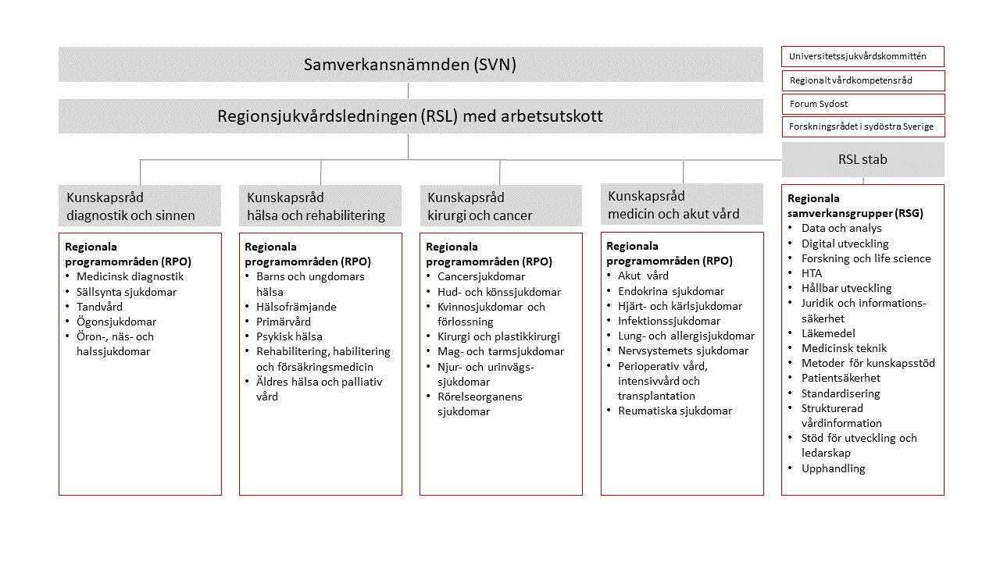 Samverkansnämnden (SVN)
Regionsjukvårdsledningen (RSL) med arbetsutskott
Universitetssjukvårdskommittén
Regionalt vårdkompetensråd
Forum Sydost
Forskningsrådet i sydöstra Sverige
RSL stab
Kunskapsråd
diagnostik och sinnen
Regionala
programområden (RPO)
• Medicinsk diagnostik
• Sällsynta sjukdomar
• Tandvård
• Ögonsjukdomar
• Öron-, näs- och
halssjukdomar
Kunskapsråd
hälsa och rehabilitering
Regionala
programområden (RPO)
• Barns och ungdomars
hälsa
• Hälsofrämjande
• Primärvård
• Psykisk hälsa
• Rehabilitering, habilitering
och försäkringsmedicin
• Äldres hälsa och palliativ
vård
Kunskapsråd
kirurgi och cancer
Regionala
programområden (RPO)
• Cancersjukdomar
• Hud- och könssjukdomar
• Kvinnosjukdomar och
förlossning
• Kirurgi och plastikkirurgi
• Mag- och tarmsjukdomar
• Njur- och urinvägs-
sjukdomar
• Rörelseorganens
sjukdomar
Kunskapsråd
medicin och akut vård
Regionala
programområden (RPO)
• Akut vård
• Endokrina sjukdomar
• Hjärt- och kärlsjukdomar
• Infektionssjukdomar
• Lung- och allergisjukdomar
• Nervsystemets sjukdomar
• Perioperativ vård,
intensivvård och
transplantation
• Reumatiska sjukdomar
Regionala
samverkansgrupper (RSG)
• Data och analys
• Digital utveckling
• Forskning och life science
• HTA
• Hållbar utveckling
• Juridik och informations-
säkerhet
• Läkemedel
• Medicinsk teknik
• Metoder för kunskapsstöd
• Patientsäkerhet
• Standardisering
• Strukturerad
vårdinformation
• Stöd för utveckling och
ledarskap
• Upphandling